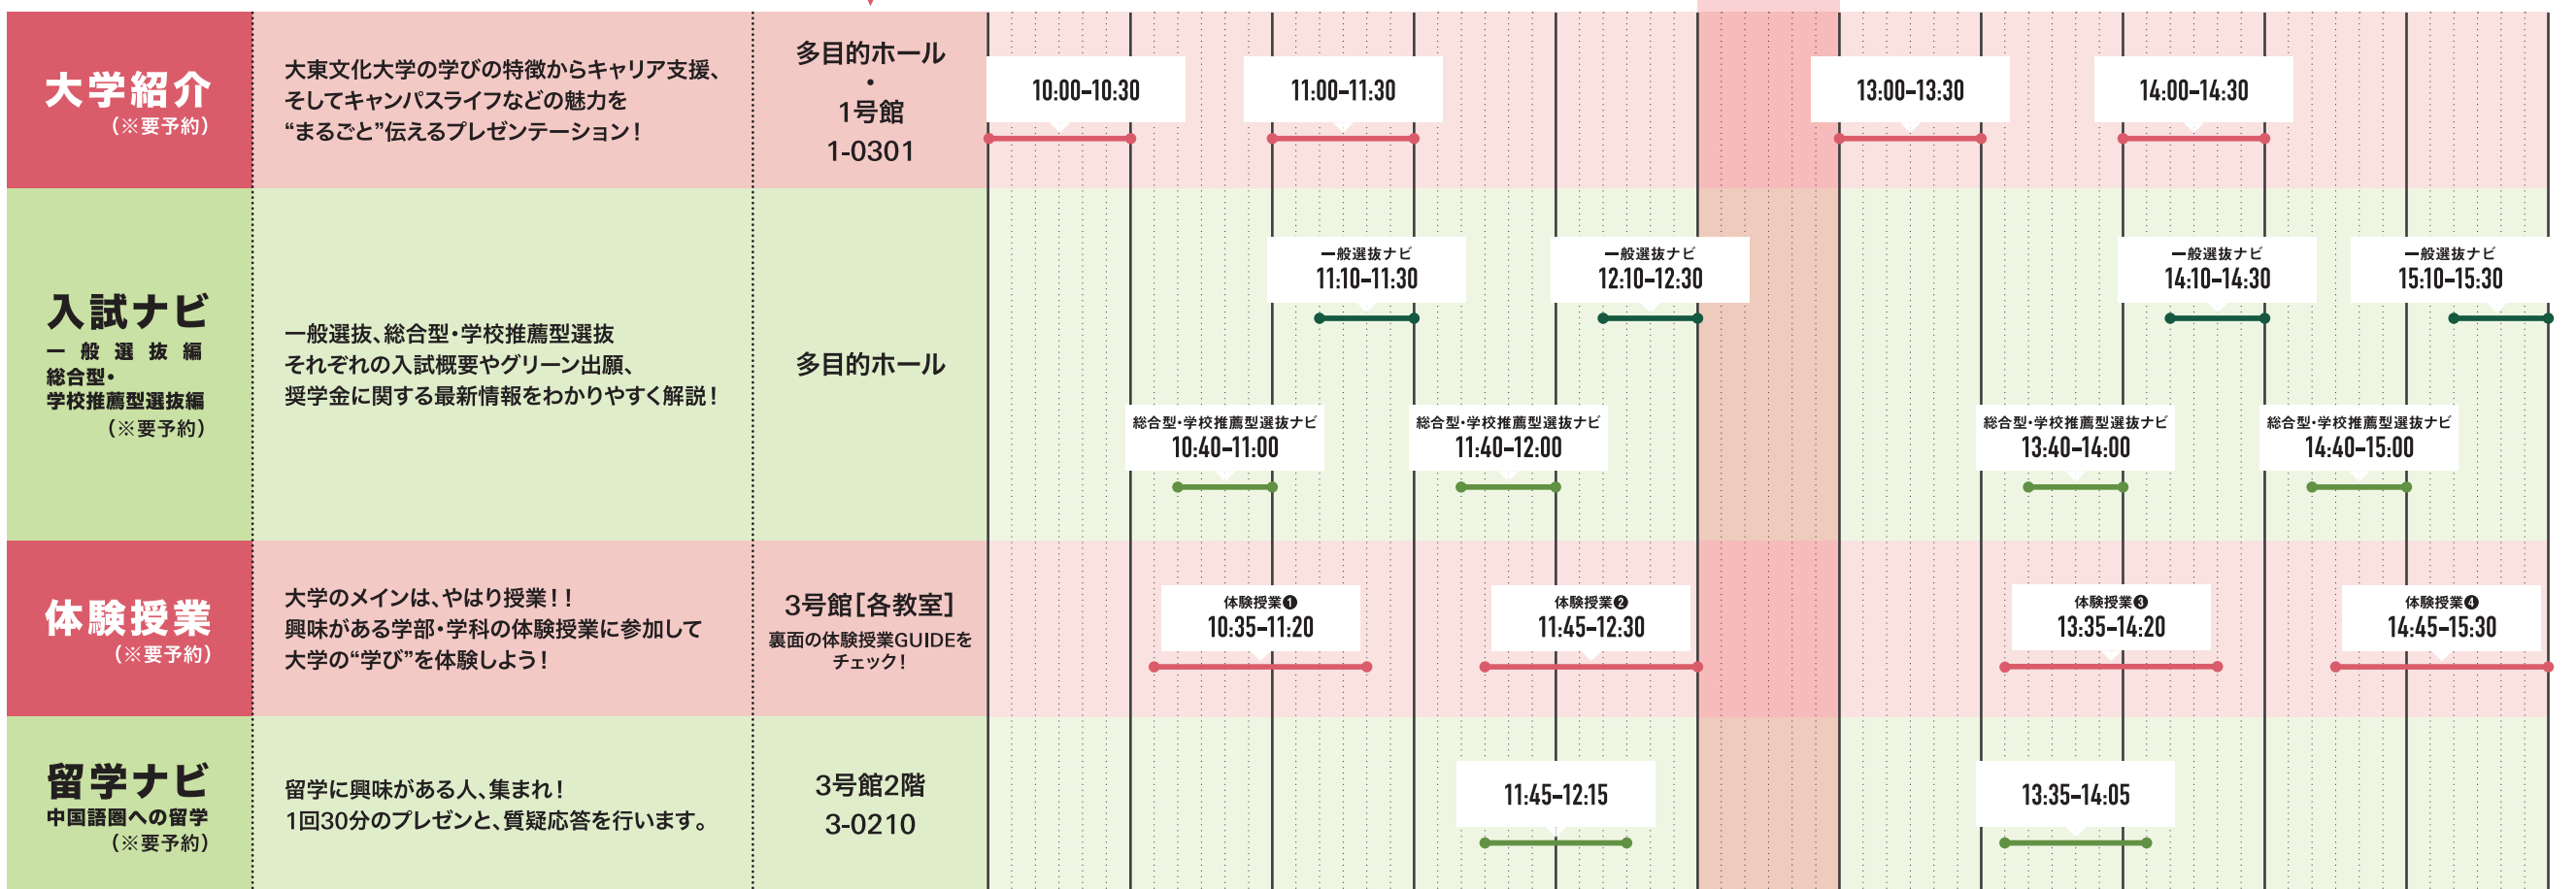 大学紹介
（※要予約）
大東文化大学の学びの特徴からキャリア支援、
そしてキャンパスライフなどの魅力を
“まるごと”伝えるプレゼンテーション！
多目的ホール
・
1号館
1-0301
10:00–10:30
11:00–11:30
13:00–13:30
14:00–14:30
入試ナビ
一般選抜編
総合型・
学校推薦型選抜編
（※要予約）
一般選抜、総合型・学校推薦型選抜
それぞれの入試概要やグリーン出願、
奨学金に関する最新情報をわかりやすく解説！
多目的ホール
一般選抜ナビ
11:10–11:30
一般選抜ナビ
12:10–12:30
一般選抜ナビ
14:10–14:30
一般選抜ナビ
15:10–15:30
総合型・学校推薦型選抜ナビ
10:40–11:00
総合型・学校推薦型選抜ナビ
11:40–12:00
総合型・学校推薦型選抜ナビ
13:40–14:00
総合型・学校推薦型選抜ナビ
14:40–15:00
体験授業
（※要予約）
大学のメインは、やはり授業！！
興味がある学部・学科の体験授業に参加して
大学の“学び”を体験しよう！
3号館［各教室］
裏面の体験授業GUIDEを
チェック！
体験授業❶
10:35–11:20
体験授業❷
11:45–12:30
体験授業❸
13:35–14:20
体験授業❹
14:45–15:30
留学ナビ
中国語圏への留学
（※要予約）
留学に興味がある人、集まれ！
1回30分のプレゼンと、質疑応答を行います。
3号館2階
3-0210
11:45–12:15
13:35–14:05